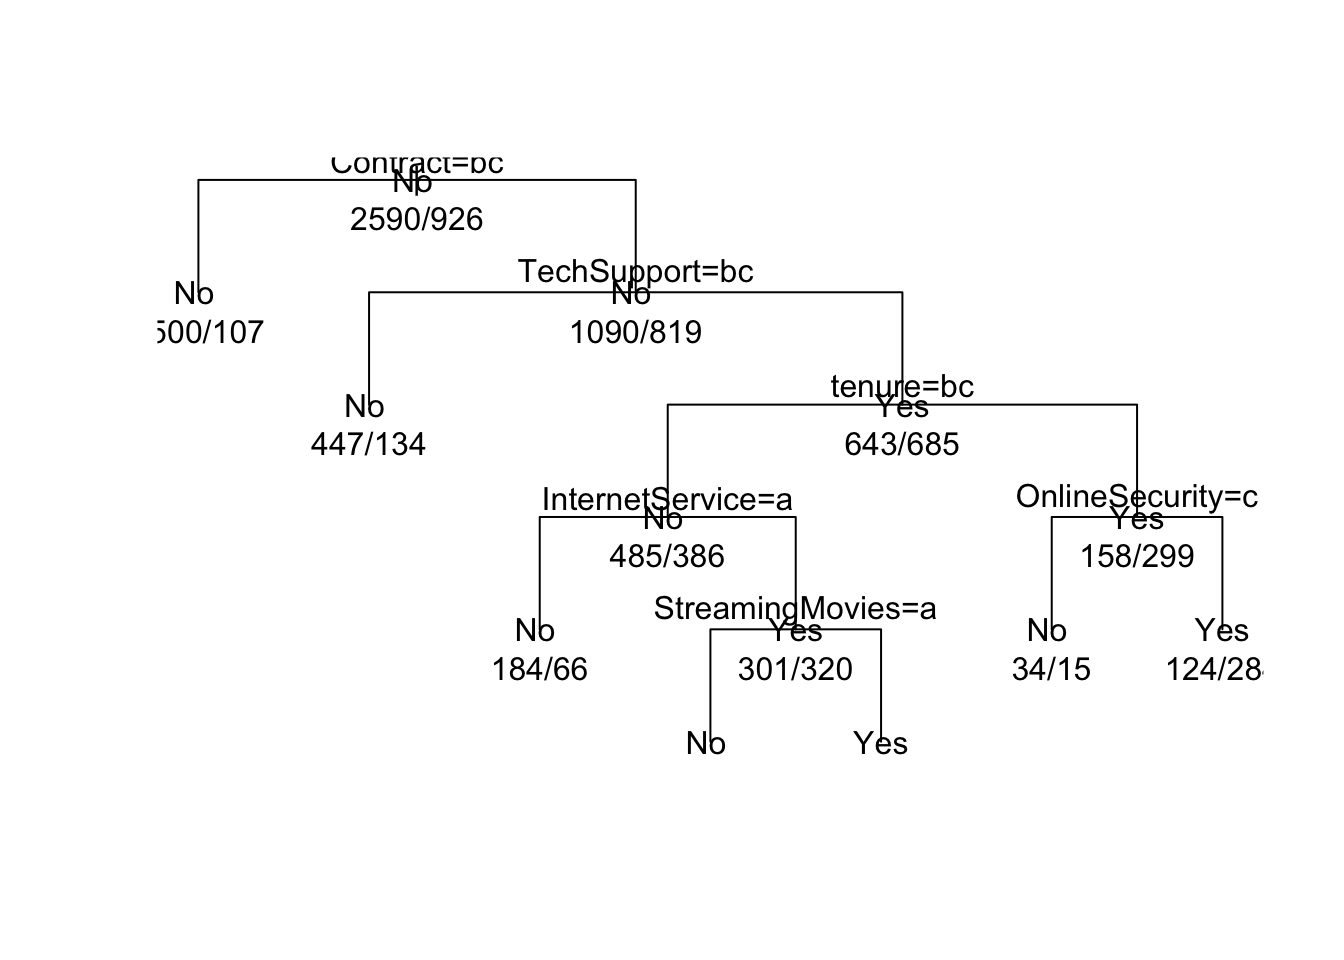 Contract=bc
No
2590/926
TechSupport=bc
No
500/107
No
1090/819
tenure=bc
No
447/134
Yes
643/685
InternetService=a
No
485/386
OnlineSecurity=c
Yes
158/299
StreamingMovies=a
No
184/66
Yes
301/320
No
34/15
Yes
124/28
No
Yes